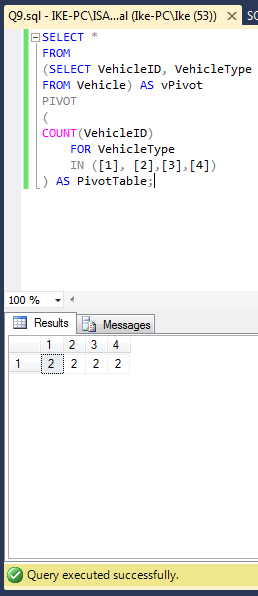 Q9.sql - IKE-PC\ISA...al (Ike-PC\Ike (53))
SELECT *
FROM
(SELECT VehicleID, VehicleType
FROM Vehicle) AS vPivot
PIVOT
(
COUNT(VehicleID)
FOR VehicleType
IN ([1], [2],[3],[4])
) AS PivotTable;
100 %
Results Messages
1 2 3 4
1 2 2 2 2
Query executed successfully.